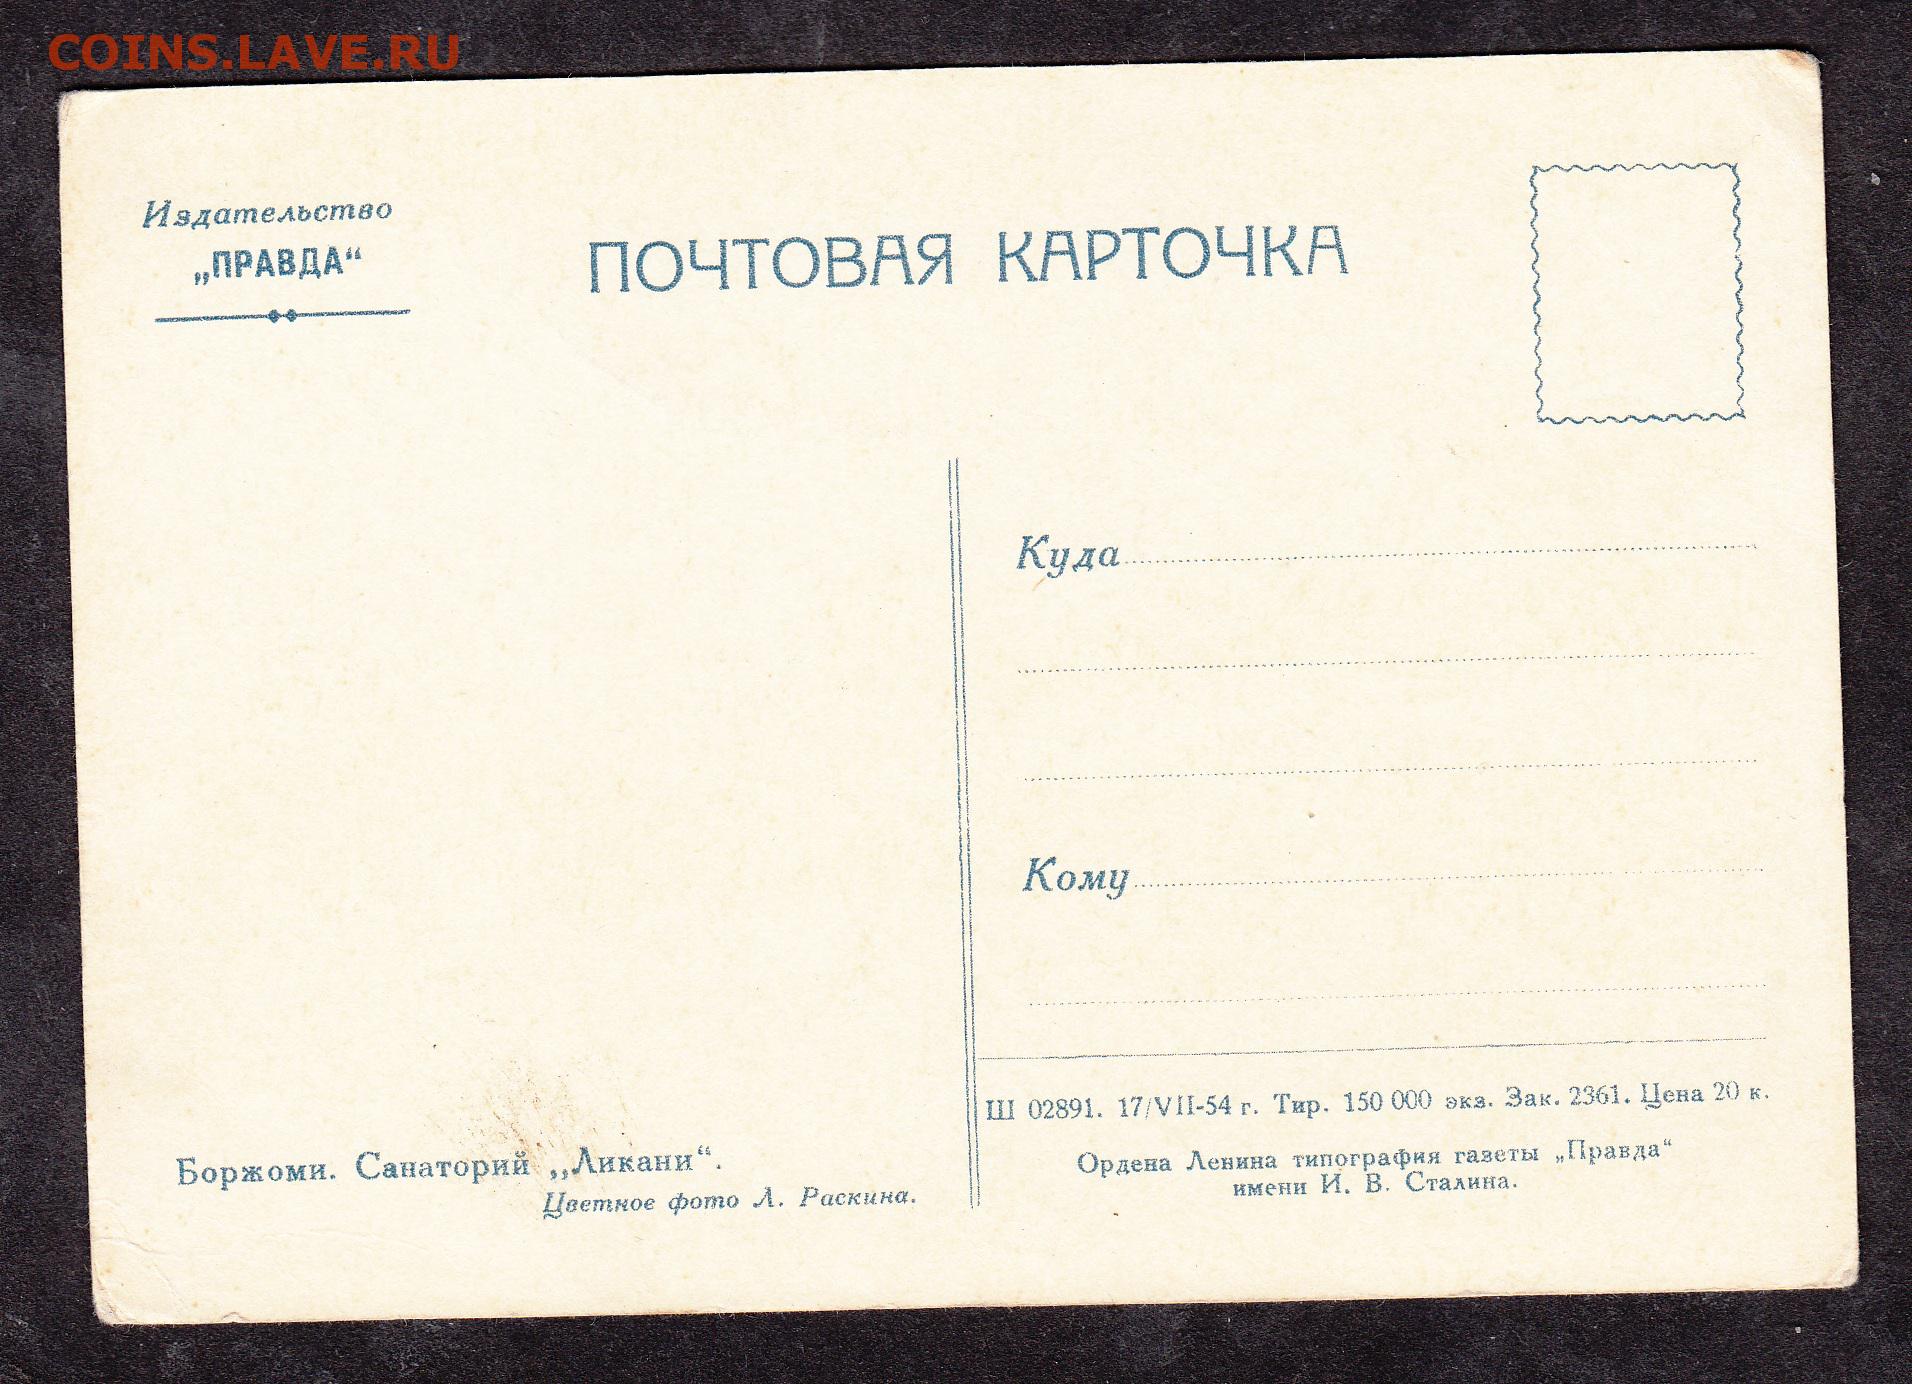 COINS.LAVE.RU
Издательство
„ПРАВДА“
ПОЧТОВАЯ КАРТОЧКА
Куда
Кому
Ш 02891. 17/VII-54 г. Тир. 150 000 экз. Зак. 2361. Цена 20 к.
Ордена Ленина типография газеты „Правда“
имени И. В. Сталина.
Боржоми. Санаторий „Ликани“.
Цветное фото Л. Раскина.